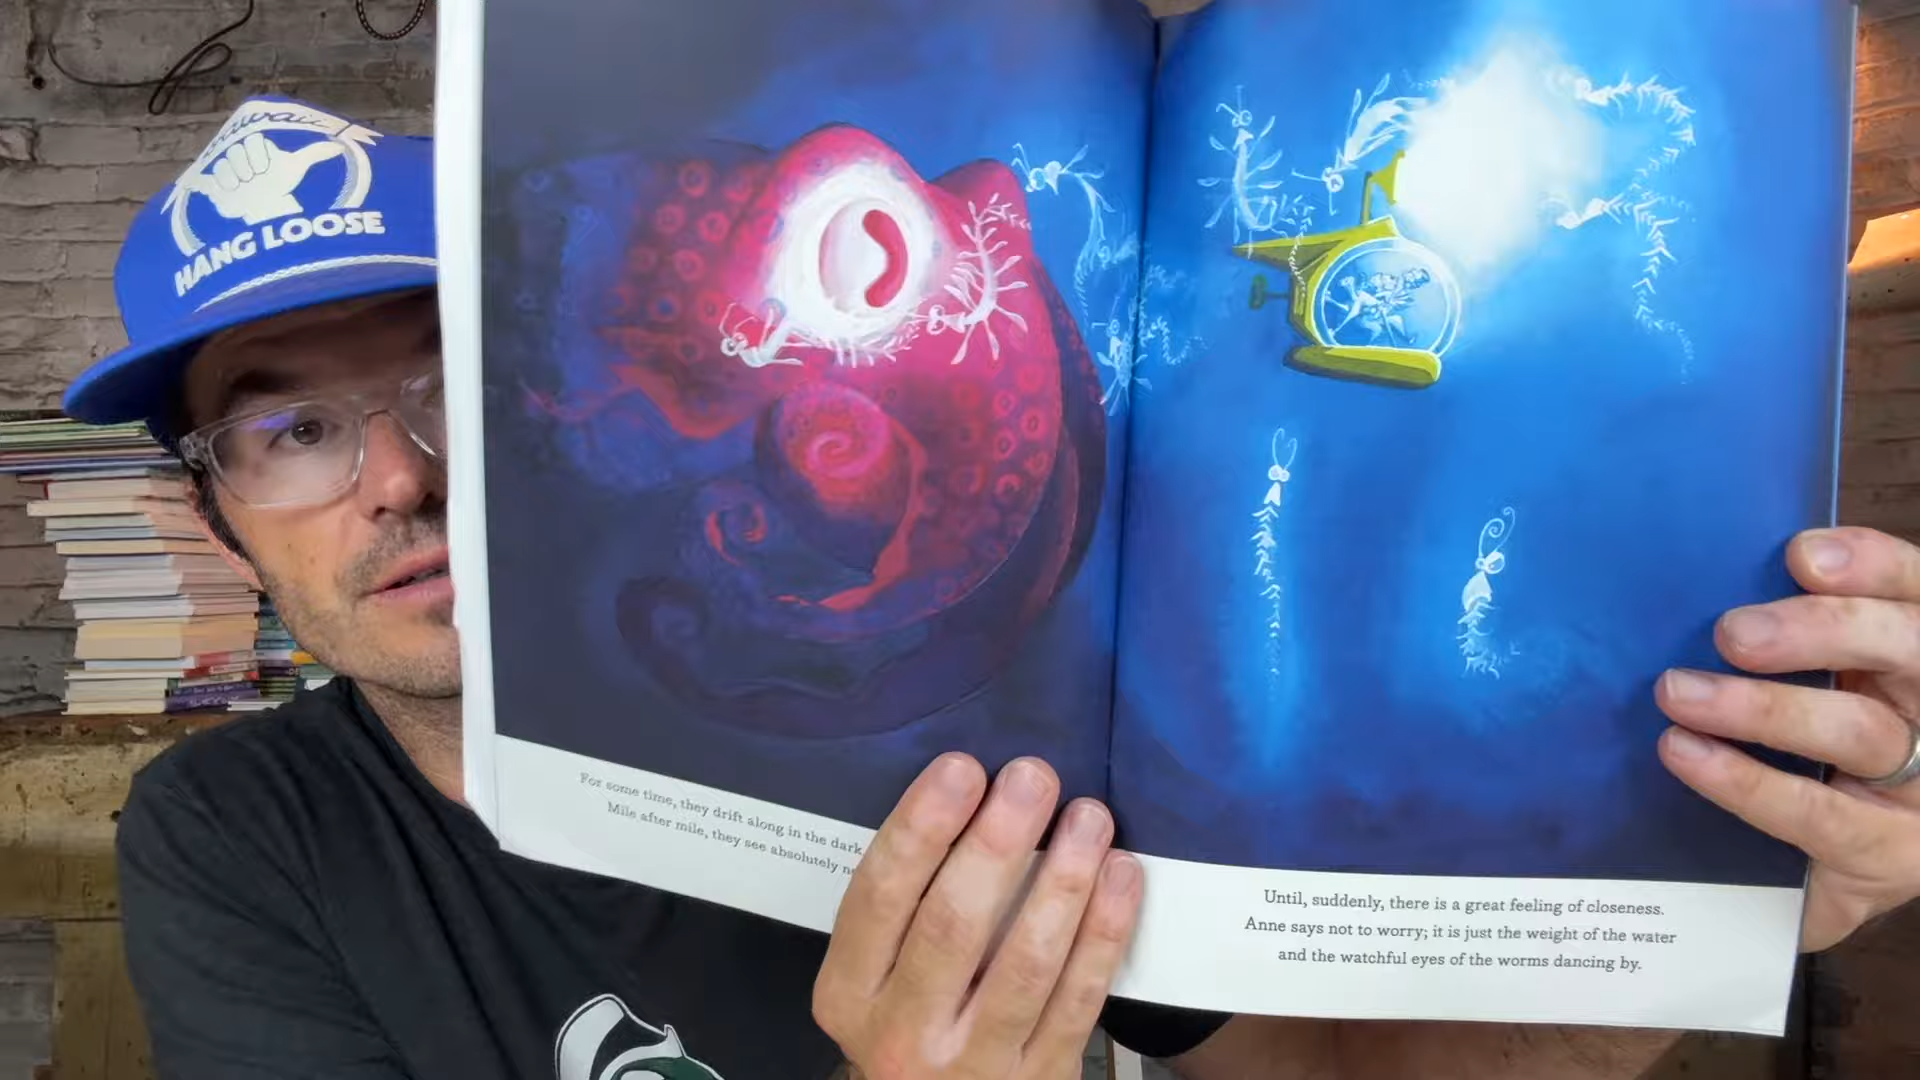 Hawaii
HANG LOOSE
For some time, they drift along in the dark
Mile after mile, they see absolutely
Until, suddenly, there is a great feeling of closeness.
Anne says not to worry; it is just the weight of the water
and the watchful eyes of the worms dancing by.